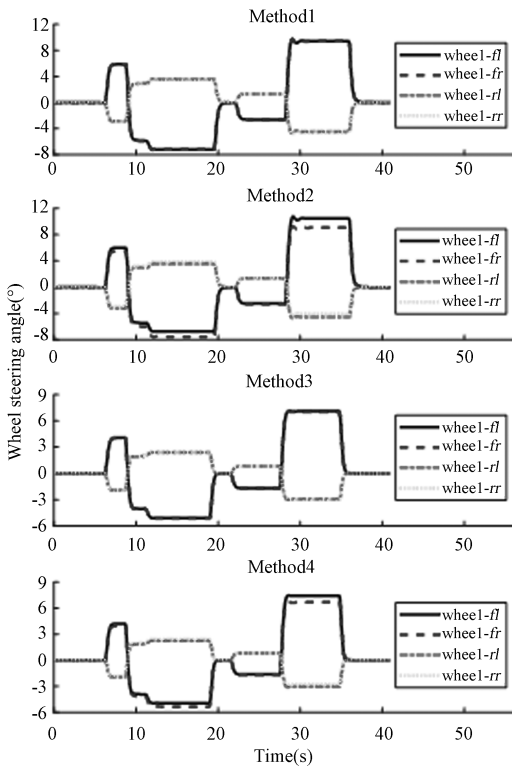 Method1
12
8
4
0
-4
-8
0
10
20
30
40
50
whee1-fl
whee1-fr
whee1-rl
whee1-rr
Method2
12
8
4
0
-4
-8
0
10
20
30
40
50
whee1-fl
whee1-fr
whee1-rl
whee1-rr
Wheel steering angle(°)
Method3
9
6
3
0
-3
-6
0
10
20
30
40
50
whee1-fl
whee1-fr
whee1-rl
whee1-rr
Method4
9
6
3
0
-3
-6
0
10
20
30
40
50
whee1-fl
whee1-fr
whee1-rl
whee1-rr
Time(s)